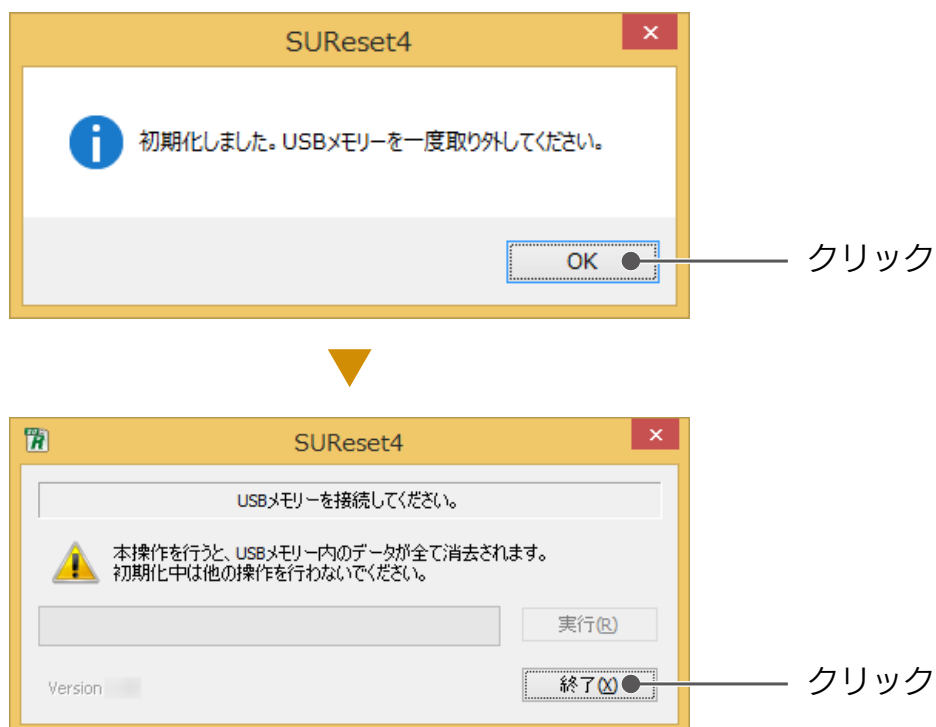 SUReset4
初期化しました。USBメモリーを一度取り外してください。
OK
クリック
SUReset4
USBメモリーを接続してください。
本操作を行うと、USBメモリー内のデータが全て消去されます。
初期化中は他の操作を行わないでください。
実行(R)
Version
終了(X)
クリック